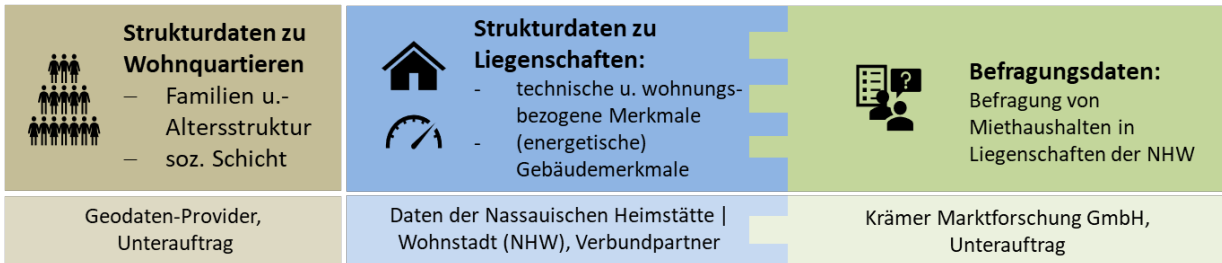 Strukturdaten zu
Wohnquartieren
– Familien u.-
Altersstruktur
– soz. Schicht
Geodaten-Provider,
Unterauftrag
Strukturdaten zu
Liegenschaften:
- technische u. wohnungs-
bezogene Merkmale
- (energetische)
Gebäudemerkmale
Daten der Nassauischen Heimstätte |
Wohnstadt (NHW), Verbundpartner
?
Befragungsdaten:
Befragung von
Miethaushalten in
Liegenschaften der NHW
Krämer Marktforschung GmbH,
Unterauftrag